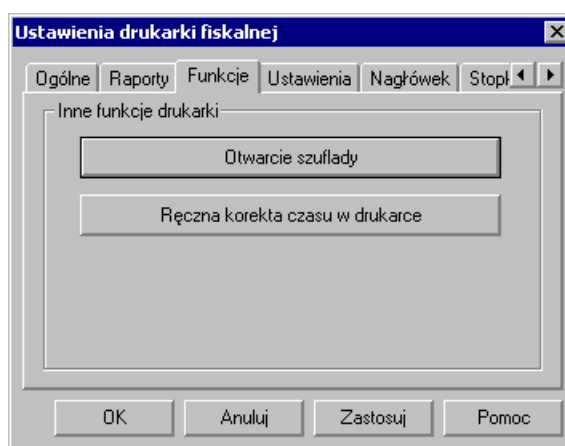 Ustawienia drukarki fiskalnej
Ogólne Raporty Funkcje Ustawienia Nagłówek
Inne funkcje drukarki
Otwarcie szuflady
Ręczna korekta czasu w drukarce
OK Anuluj Zastosuj Pomoc